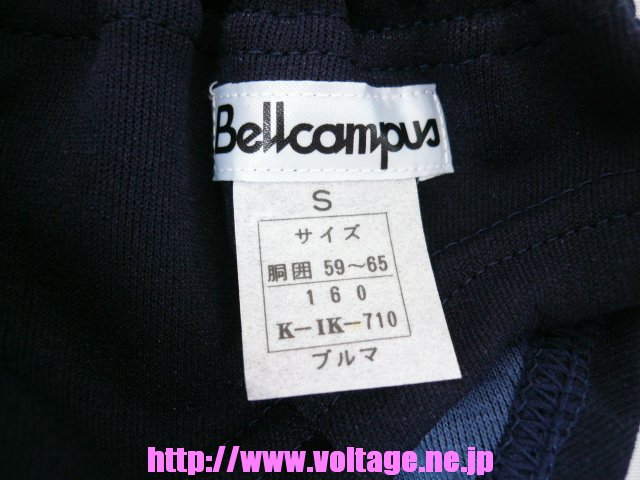 Bellcampus
S
サイズ
胴囲 59～65
160
K-IK-710
ブルマ
http://www.voltage.ne.jp